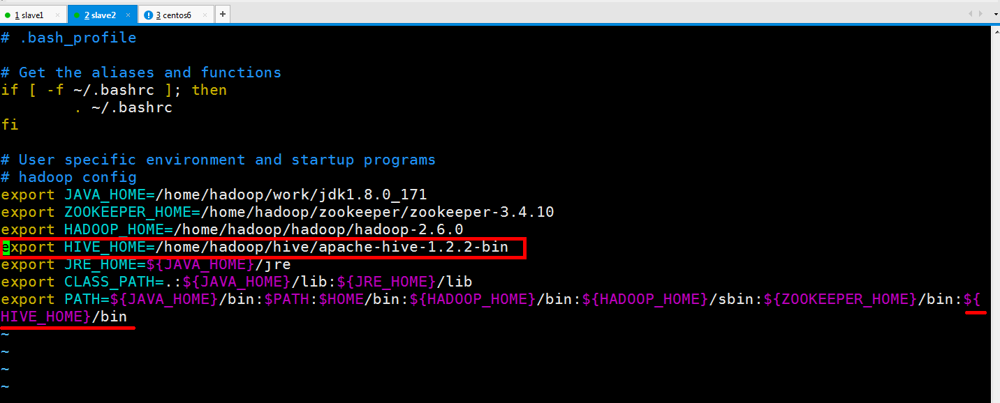 1 slave1 × 2 slave2 × 3 centos6 × +
# .bash_profile
# Get the aliases and functions
if [ -f ~/.bashrc ]; then
        . ~/.bashrc
fi
# User specific environment and startup programs
# hadoop config
export JAVA_HOME=/home/hadoop/work/jdk1.8.0_171
export ZOOKEEPER_HOME=/home/hadoop/zookeeper/zookeeper-3.4.10
export HADOOP_HOME=/home/hadoop/hadoop/hadoop-2.6.0
export HIVE_HOME=/home/hadoop/hive/apache-hive-1.2.2-bin
export JRE_HOME=${JAVA_HOME}/jre
export CLASS_PATH=.:${JAVA_HOME}/lib:${JRE_HOME}/lib
export PATH=${JAVA_HOME}/bin:$PATH:$HOME/bin:${HADOOP_HOME}/bin:${HADOOP_HOME}/sbin:${ZOOKEEPER_HOME}/bin:${
HIVE_HOME}/bin
~
~
~
~